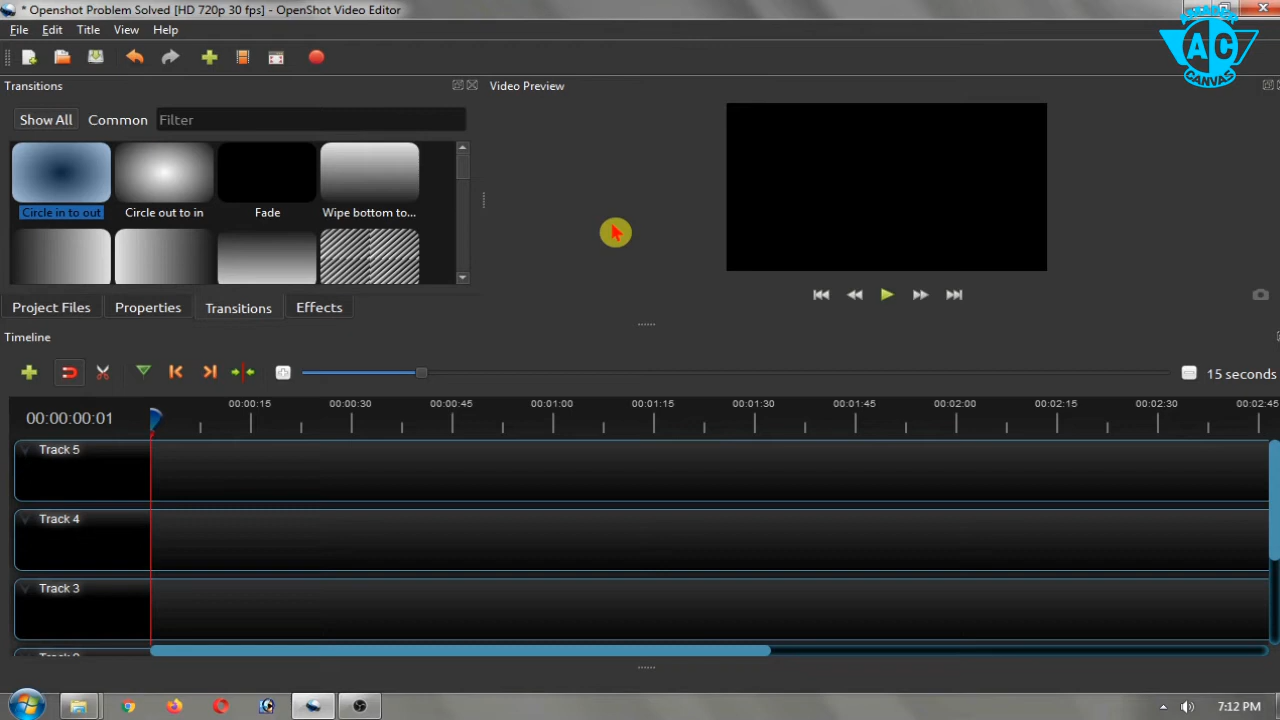 * Openshot Problem Solved [HD 720p 30 fps] - OpenShot Video Editor
File Edit Title View Help
AC
CANVAS
Transitions
Video Preview
Show All Common Filter
Circle in to out Circle out to in Fade Wipe bottom to...
Project Files Properties Transitions Effects
Timeline
15 seconds
00:00:00:01
00:00:15 00:00:30 00:00:45 00:01:00 00:01:15 00:01:30 00:01:45 00:02:00 00:02:15 00:02:30 00:02:45
Track 5
Track 4
Track 3
7:12 PM